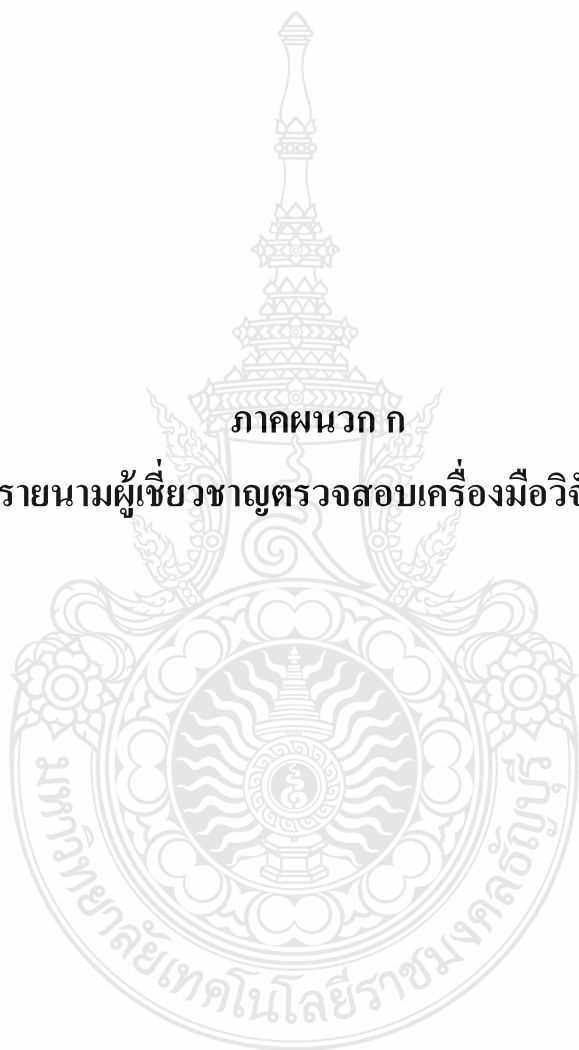 ภาคผนวก ก
รายนามผู้เชี่ยวชาญตรวจสอบเครื่องมือวิจั
มหาวิทยาลัยเทคโนโลยีราชมงคลธัญบุรี